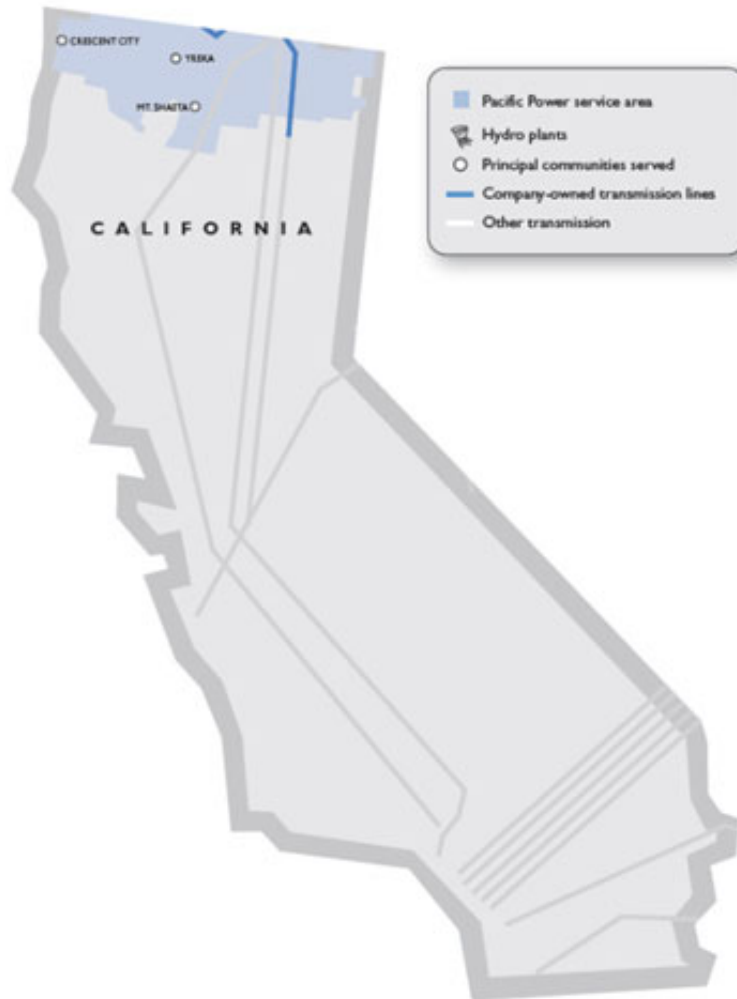 CRESCENT CITY
YREKA
MT. SHASTA
CALIFORNIA
Pacific Power service area
Hydro plants
Principal communities served
Company-owned transmission lines
Other transmission